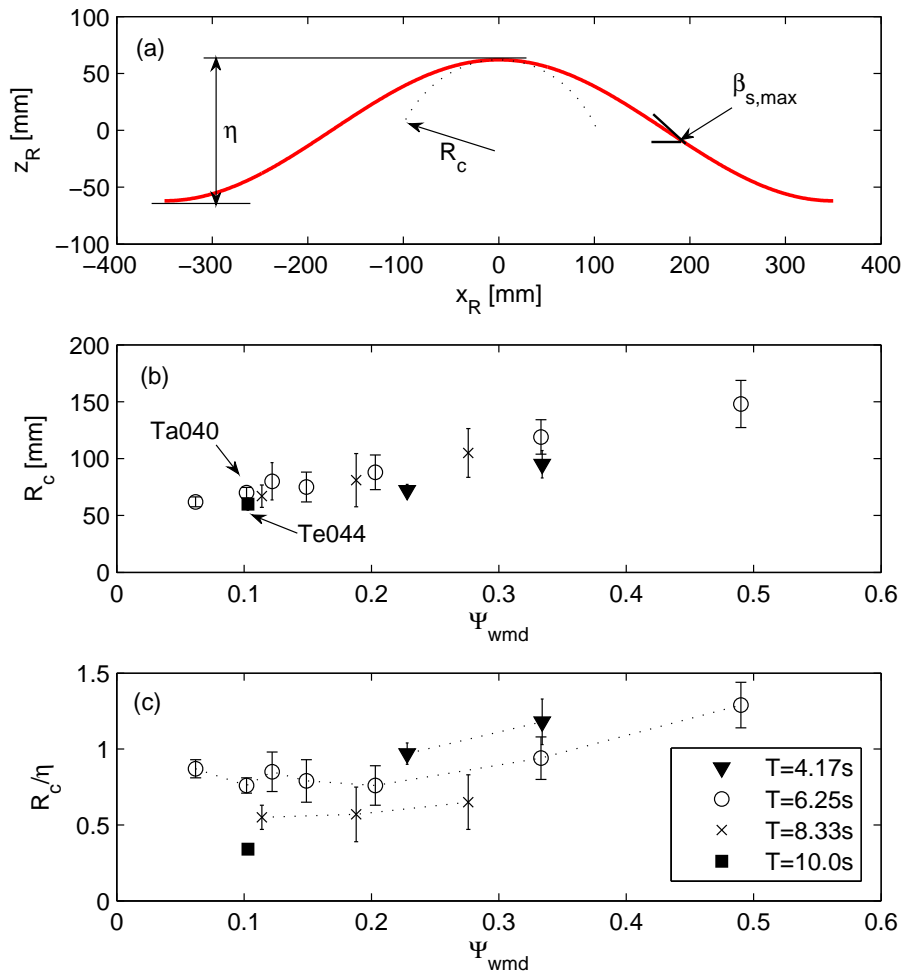 (a)
100
50
0
−50
−100
z_R [mm]
η
R_c
β_s,max
−400 −300 −200 −100 0 100 200 300 400
x_R [mm]
(b)
200
150
100
50
0
R_c [mm]
Ta040
Te044
0 0.1 0.2 0.3 0.4 0.5 0.6
Ψ_wmd
(c)
1.5
1
0.5
0
R_c/η
T=4.17s
T=6.25s
T=8.33s
T=10.0s
0 0.1 0.2 0.3 0.4 0.5 0.6
Ψ_wmd